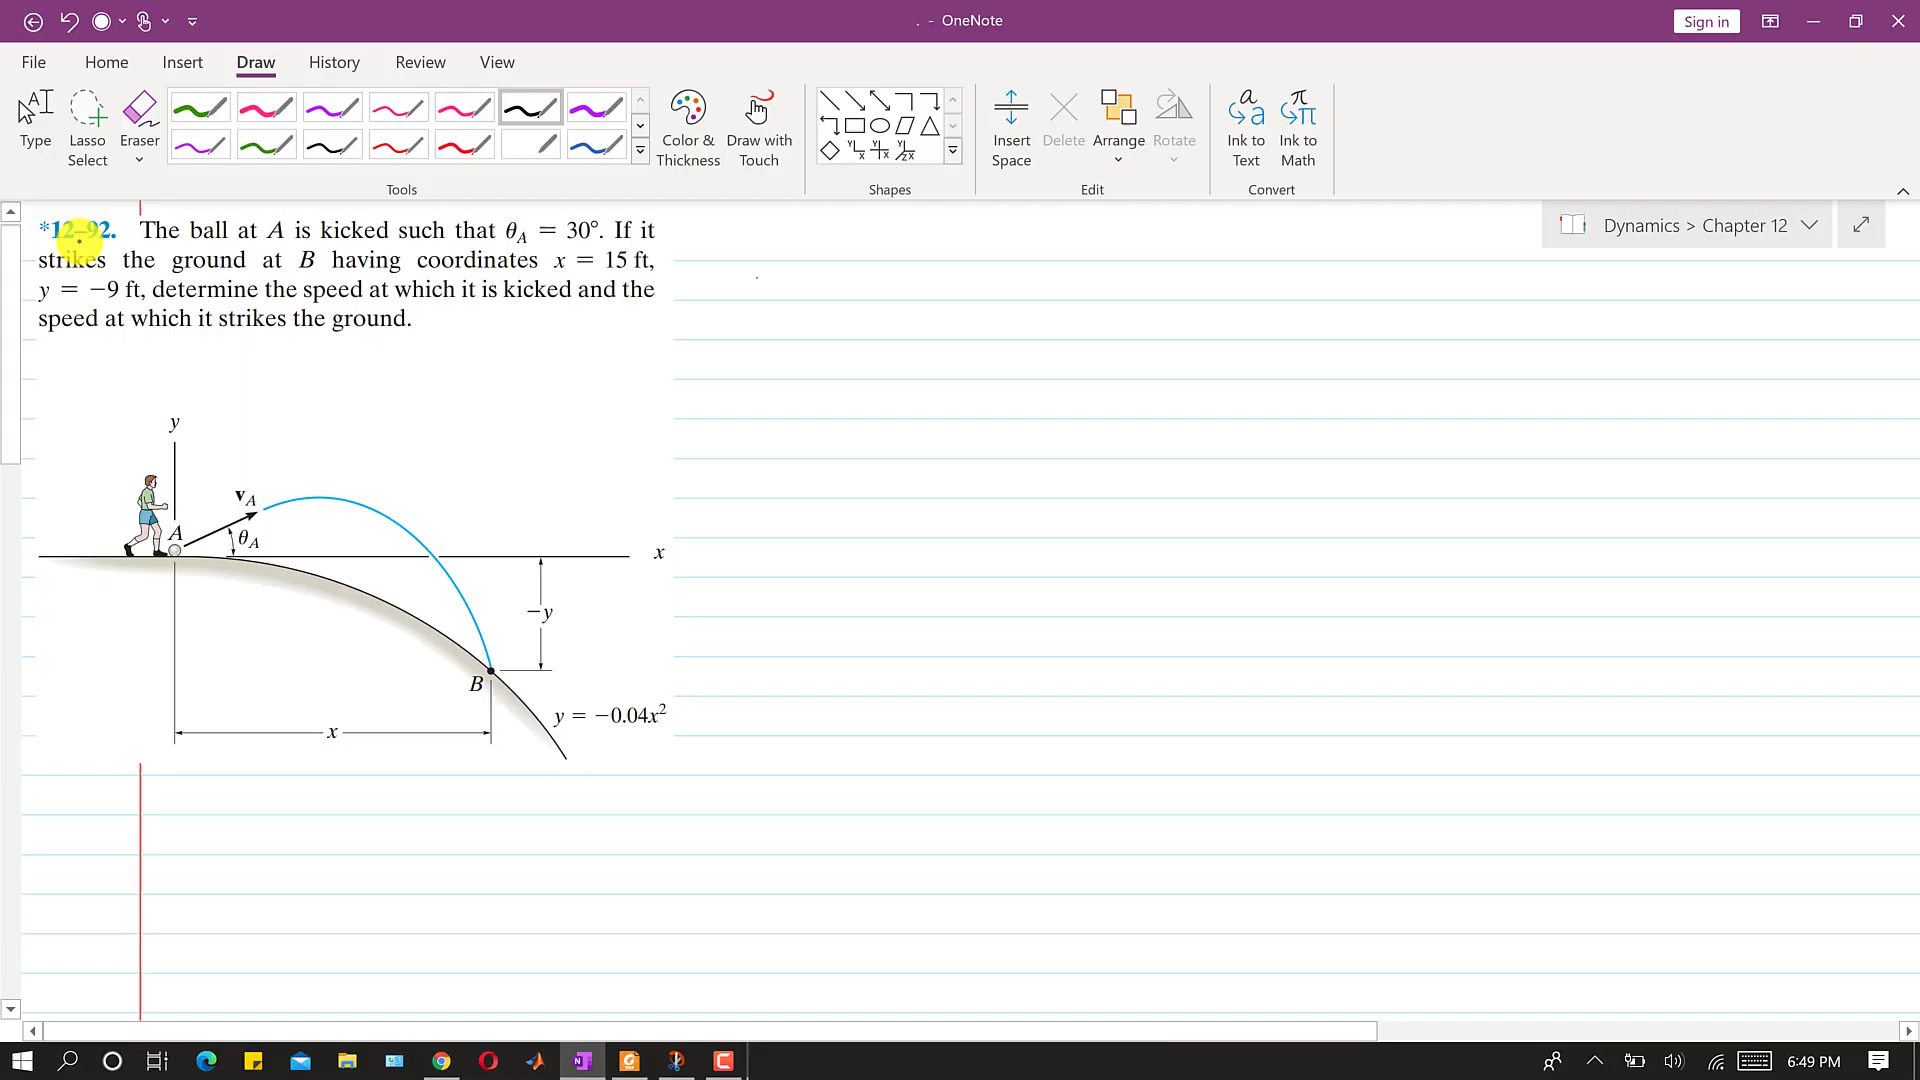 . - OneNote
Sign in
File Home Insert Draw History Review View
Type
Lasso Select
Eraser
Color & Thickness
Draw with Touch
Insert Space
Delete
Arrange
Rotate
Ink to Text
Ink to Math
Tools
Shapes
Edit
Convert
Dynamics > Chapter 12
*12–92. The ball at A is kicked such that θA = 30°. If it
strikes the ground at B having coordinates x = 15 ft,
y = −9 ft, determine the speed at which it is kicked and the
speed at which it strikes the ground.
y
vA
A
θA
x
−y
B
y = −0.04x²
x
6:49 PM